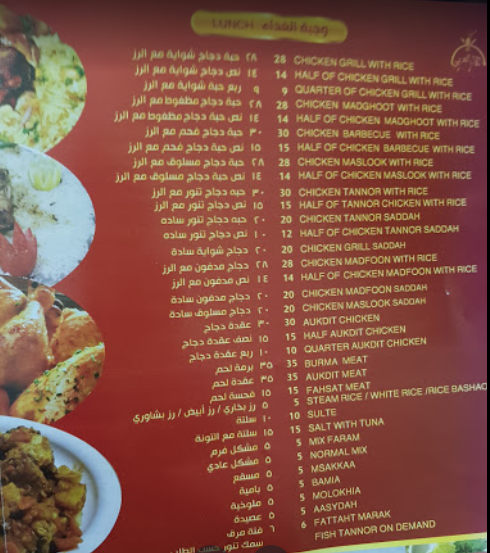 وجبة الغداء LUNCH
٢٨ حبة دجاج شواية مع الرز 28 CHICKEN GRILL WITH RICE
١٤ نص دجاج شواية مع الرز 14 HALF OF CHICKEN GRILL WITH RICE
٩ ربع حبة شواية مع الرز 9 QUARTER OF CHICKEN GRILL WITH RICE
٢٨ حبة دجاج مظغوط مع الرز 28 CHICKEN MADGHOOT WITH RICE
١٤ نص حبة دجاج مظغوط مع الرز 14 HALF OF CHICKEN MADGHOOT WITH RICE
٣٠ حبة دجاج فحم مع الرز 30 CHICKEN BARBECUE WITH RICE
١٥ نص حبة دجاج فحم مع الرز 15 HALF OF CHICKEN BARBECUE WITH RICE
٢٨ حبة دجاج مسلوق مع الرز 28 CHICKEN MASLOOK WITH RICE
١٤ نص حبة دجاج مسلوق مع الرز 14 HALF OF CHICKEN MASLOOK WITH RICE
٣٠ حبه دجاج تنور مع الرز 30 CHICKEN TANNOR WITH RICE
١٥ نص دجاج تنور مع الرز 15 HALF OF TANNOR CHICKEN WITH RICE
٢٠ حبه دجاج تنور ساده 20 CHICKEN TANNOR SADDAH
١٠ نص دجاج تنور ساده 12 HALF OF CHICKEN TANNOR SADDAH
٢٠ دجاج شواية سادة 20 CHICKEN GRILL SADDAH
٢٨ دجاج مدفون مع الرز 28 CHICKEN MADFOON WITH RICE
١٤ نص مدفون مع الرز 14 HALF OF CHICKEN MADFOON WITH RICE
٢٠ دجاج مدفون سادة 20 CHICKEN MADFOON SADDAH
٢٠ دجاج مسلوق سادة 20 CHICKEN MASLOOK SADDAH
٣٠ عقدة دجاج 30 AUKDIT CHICKEN
١٥ نصف عقدة دجاج 15 HALF AUKDIT CHICKEN
١٠ ربع عقدة دجاج 10 QUARTER AUKDIT CHICKEN
٣٥ برمة لحم 35 BURMA MEAT
٣٥ عقدة لحم 35 AUKDIT MEAT
١٥ فحسة لحم 15 FAHSAT MEAT
٥ رز بخاري / رز أبيض / رز بشاوري 5 STEAM RICE / WHITE RICE /RICE BASHAO
١٠ سلتة 10 SULTE
١٥ سلتة مع التونة 15 SALT WITH TUNA
٥ مشكل فرم 5 MIX FARAM
٥ مشكل عادي 5 NORMAL MIX
٥ مسقع 5 MSAKKAA
٥ بامية 5 BAMIA
٥ ملوخية 5 MOLOKHIA
٥ عصيدة 5 AASYDAH
٦ فتة مرق 6 FATTAHT MARAK
سمك تنور حسب الطلب FISH TANNOR ON DEMAND